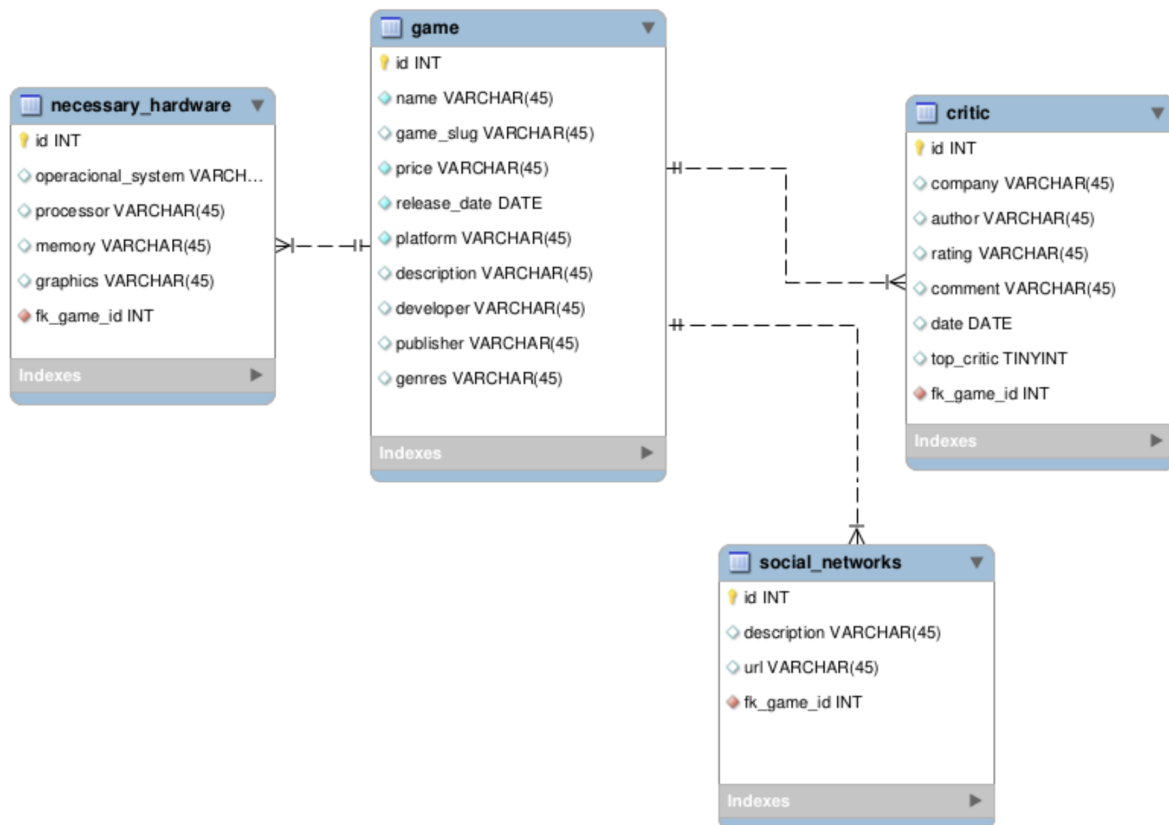 game
id INT
name VARCHAR(45)
game_slug VARCHAR(45)
price VARCHAR(45)
release_date DATE
platform VARCHAR(45)
description VARCHAR(45)
developer VARCHAR(45)
publisher VARCHAR(45)
genres VARCHAR(45)
Indexes
necessary_hardware
id INT
operacional_system VARCH...
processor VARCHAR(45)
memory VARCHAR(45)
graphics VARCHAR(45)
fk_game_id INT
Indexes
critic
id INT
company VARCHAR(45)
author VARCHAR(45)
rating VARCHAR(45)
comment VARCHAR(45)
date DATE
top_critic TINYINT
fk_game_id INT
Indexes
social_networks
id INT
description VARCHAR(45)
url VARCHAR(45)
fk_game_id INT
Indexes